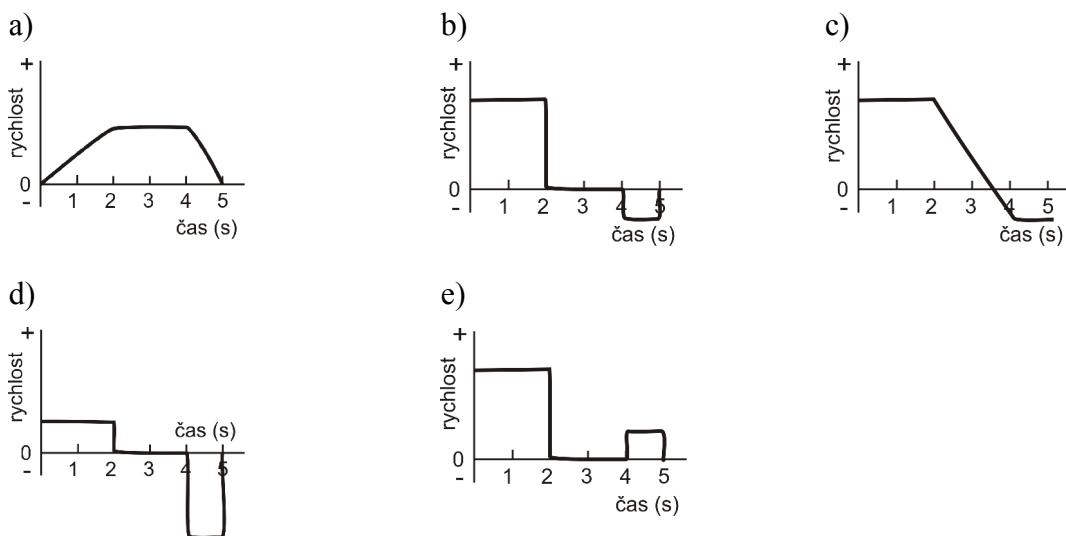 a)
+
rychlost
0
-
1 2 3 4 5
čas (s)
b)
+
rychlost
0
-
1 2 3 4 5
čas (s)
c)
+
rychlost
0
-
1 2 3 4 5
čas (s)
d)
+
rychlost
čas (s)
0
-
1 2 3 4 5
e)
+
rychlost
0
-
1 2 3 4 5
čas (s)